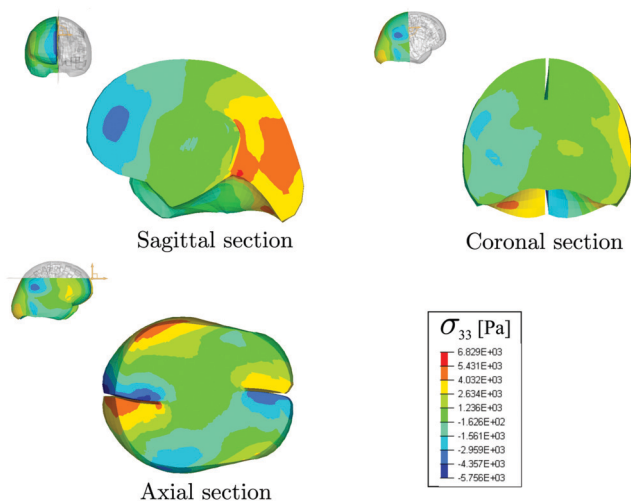 Sagittal section
Coronal section
σ₃₃ [Pa]
6.829E+03
5.431E+03
4.032E+03
2.634E+03
1.236E+03
-1.626E+02
-1.561E+03
-2.959E+03
-4.357E+03
-5.756E+03
Axial section